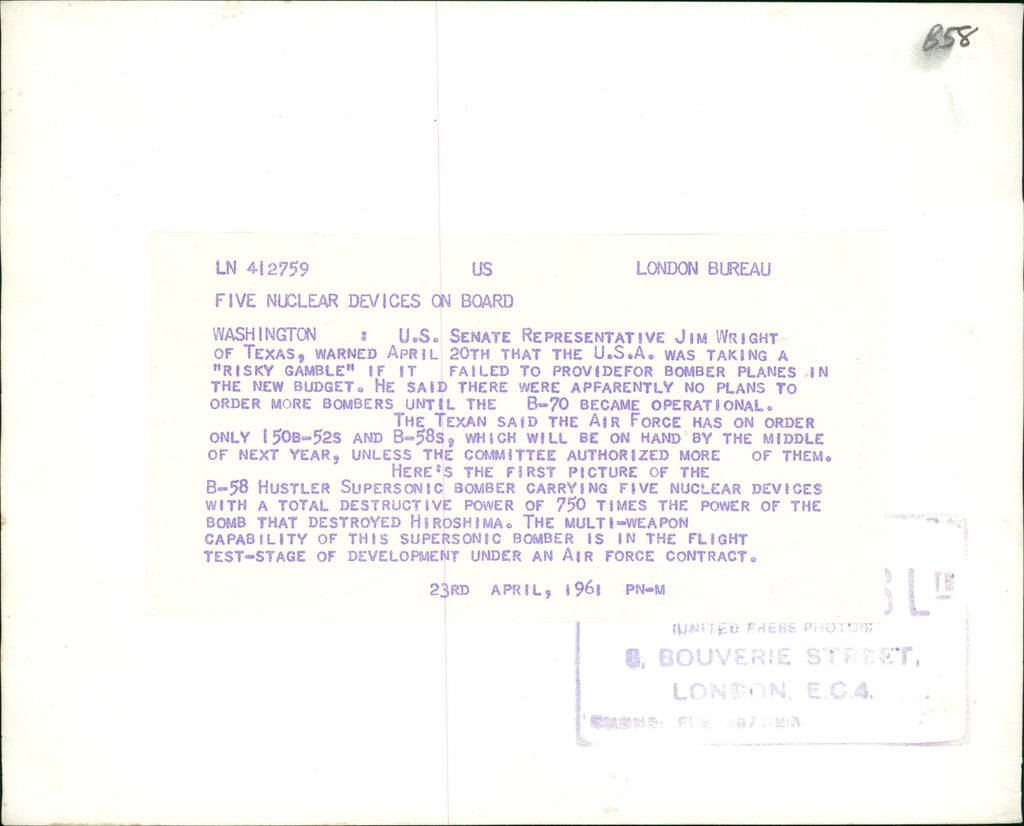 B58
LN 412759 US LONDON BUREAU
FIVE NUCLEAR DEVICES ON BOARD
WASHINGTON : U.S. SENATE REPRESENTATIVE JIM WRIGHT
OF TEXAS, WARNED APRIL 20TH THAT THE U.S.A. WAS TAKING A
"RISKY GAMBLE" IF IT FAILED TO PROVIDEFOR BOMBER PLANES IN
THE NEW BUDGET. HE SAID THERE WERE APPARENTLY NO PLANS TO
ORDER MORE BOMBERS UNTIL THE B-70 BECAME OPERATIONAL.
THE TEXAN SAID THE AIR FORCE HAS ON ORDER
ONLY 150B-52S AND B-58S, WHICH WILL BE ON HAND BY THE MIDDLE
OF NEXT YEAR, UNLESS THE COMMITTEE AUTHORIZED MORE OF THEM.
HERE'S THE FIRST PICTURE OF THE
B-58 HUSTLER SUPERSONIC BOMBER CARRYING FIVE NUCLEAR DEVICES
WITH A TOTAL DESTRUCTIVE POWER OF 750 TIMES THE POWER OF THE
BOMB THAT DESTROYED HIROSHIMA. THE MULTI-WEAPON
CAPABILITY OF THIS SUPERSONIC BOMBER IS IN THE FLIGHT
TEST-STAGE OF DEVELOPMENT UNDER AN AIR FORCE CONTRACT.
23RD APRIL, 1961 PN-M
LTD
(UNITED PRESS PHOTOS)
8, BOUVERIE STREET,
LONDON, E.C.4.
PHONE: FLE